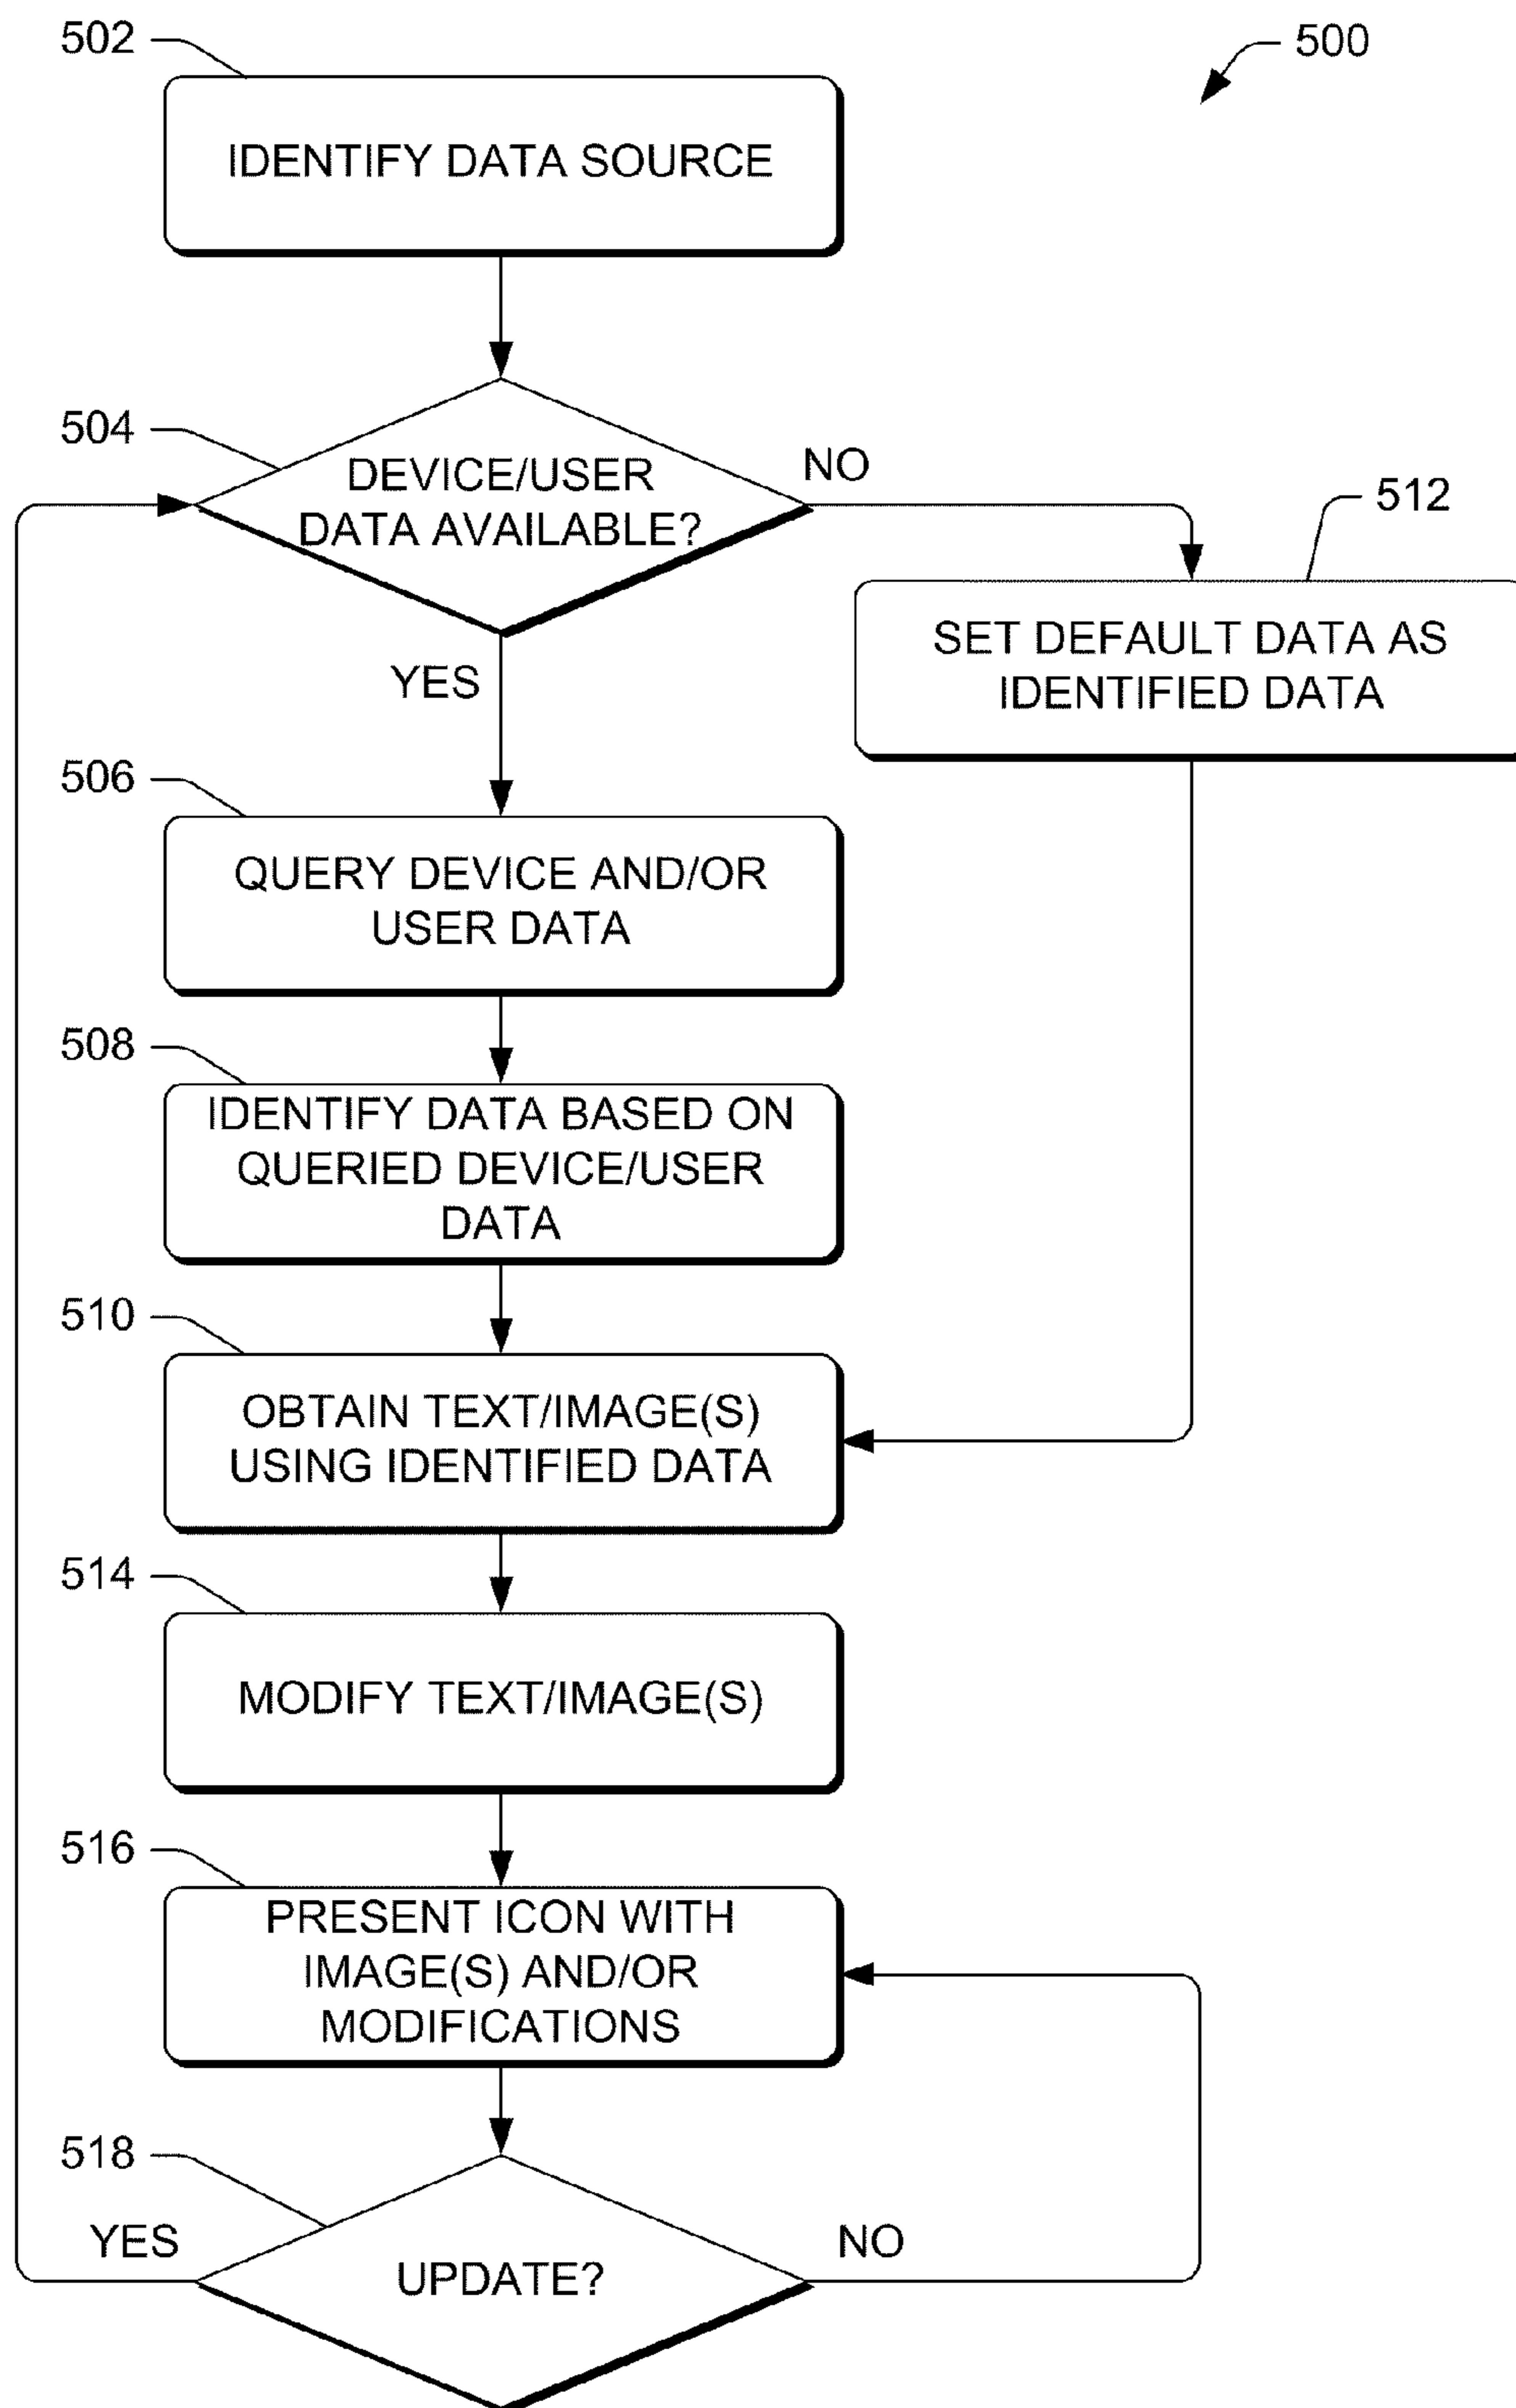 502
500
IDENTIFY DATA SOURCE
504
DEVICE/USER
DATA AVAILABLE?
NO
512
SET DEFAULT DATA AS
IDENTIFIED DATA
YES
506
QUERY DEVICE AND/OR
USER DATA
508
IDENTIFY DATA BASED ON
QUERIED DEVICE/USER
DATA
510
OBTAIN TEXT/IMAGE(S)
USING IDENTIFIED DATA
514
MODIFY TEXT/IMAGE(S)
516
PRESENT ICON WITH
IMAGE(S) AND/OR
MODIFICATIONS
518
YES
NO
UPDATE?